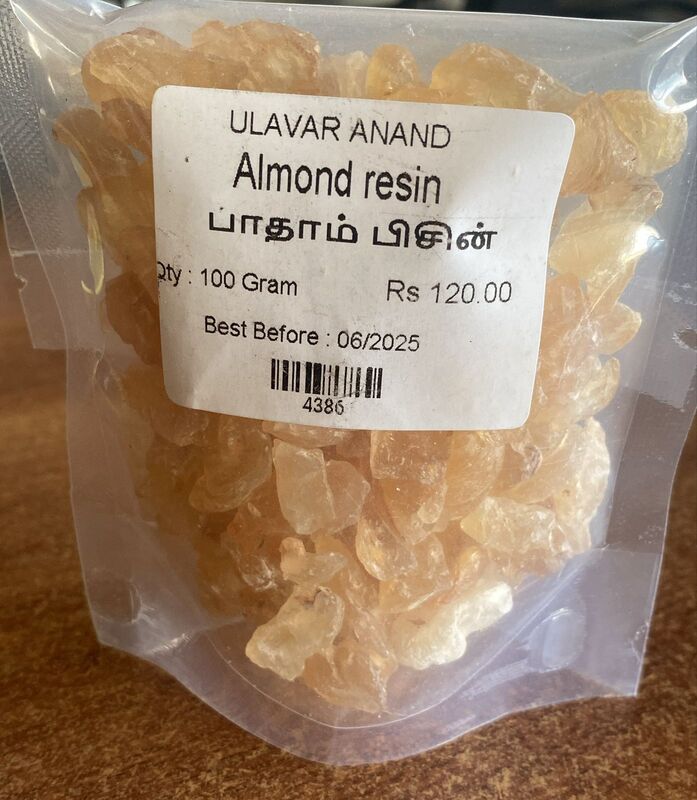 ULAVAR ANAND
Almond resin
பாதாம் பிசின்
Qty : 100 Gram Rs 120.00
Best Before : 06/2025
4386